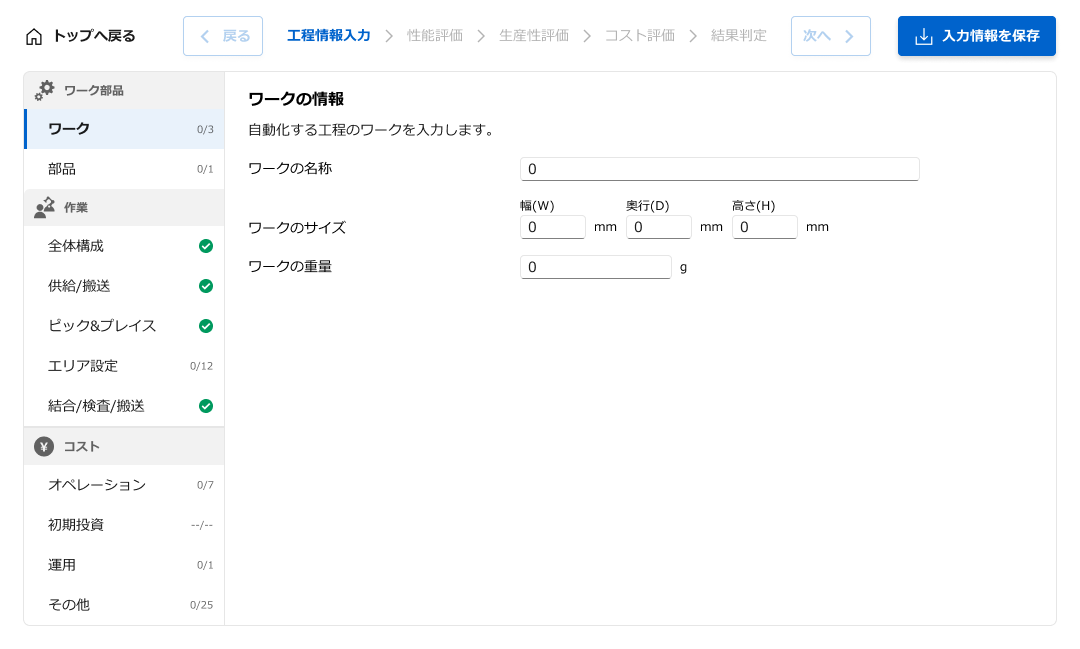 トップへ戻る
戻る
工程情報入力
性能評価
生産性評価
コスト評価
結果判定
次へ
入力情報を保存
ワーク部品
ワーク 0/3
部品 0/1
作業
全体構成
供給/搬送
ピック&プレイス
エリア設定 0/12
結合/検査/搬送
¥ コスト
オペレーション 0/7
初期投資 --/--
運用 0/1
その他 0/25
ワークの情報
自動化する工程のワークを入力します。
ワークの名称 0
幅(W) 奥行(D) 高さ(H)
ワークのサイズ 0 mm 0 mm 0 mm
ワークの重量 0 g